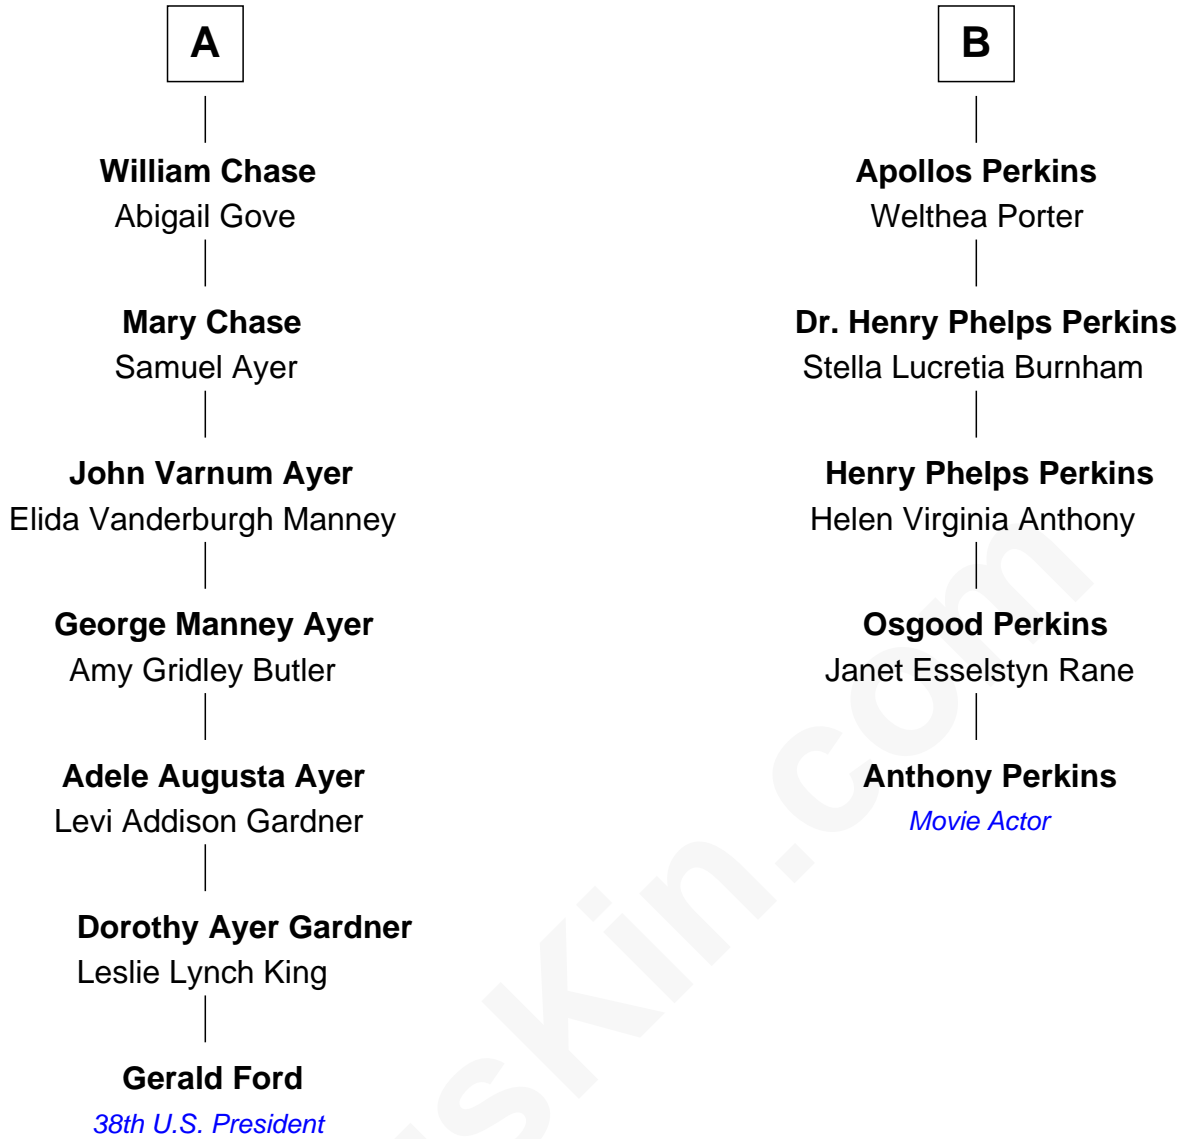 A
William Chase
Abigail Gove
Mary Chase
Samuel Ayer
John Varnum Ayer
Elida Vanderburgh Manney
George Manney Ayer
Amy Gridley Butler
Adele Augusta Ayer
Levi Addison Gardner
Dorothy Ayer Gardner
Leslie Lynch King
Gerald Ford
38th U.S. President
B
Apollos Perkins
Welthea Porter
Dr. Henry Phelps Perkins
Stella Lucretia Burnham
Henry Phelps Perkins
Helen Virginia Anthony
Osgood Perkins
Janet Esselstyn Rane
Anthony Perkins
Movie Actor